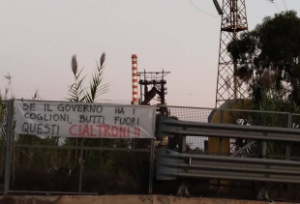 SE IL GOVERNO HA I
COGLIONI, BUTTI FUORI
QUESTI CIALTRONI!!